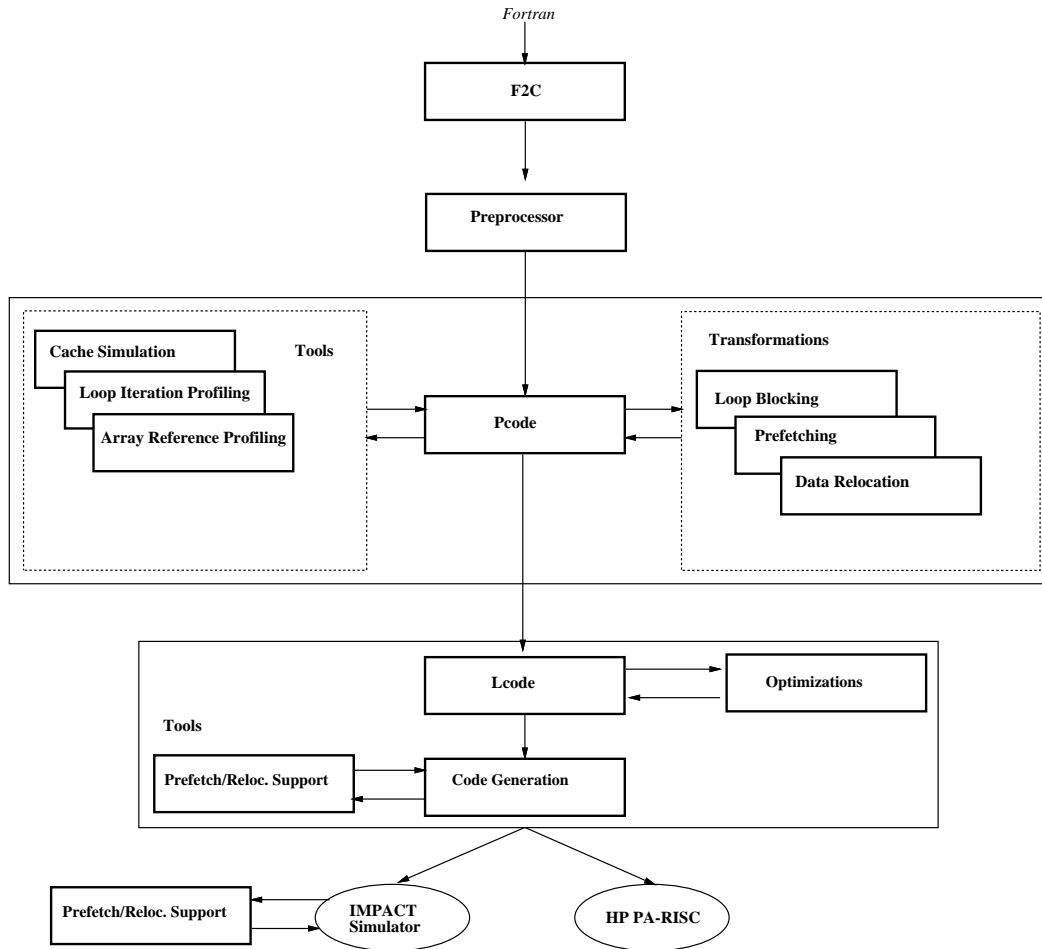 Fortran
F2C
Preprocessor
Cache Simulation
Tools
Loop Iteration Profiling
Array Reference Profiling
Pcode
Transformations
Loop Blocking
Prefetching
Data Relocation
Lcode
Optimizations
Tools
Prefetch/Reloc. Support
Code Generation
Prefetch/Reloc. Support
IMPACT
Simulator
HP PA-RISC